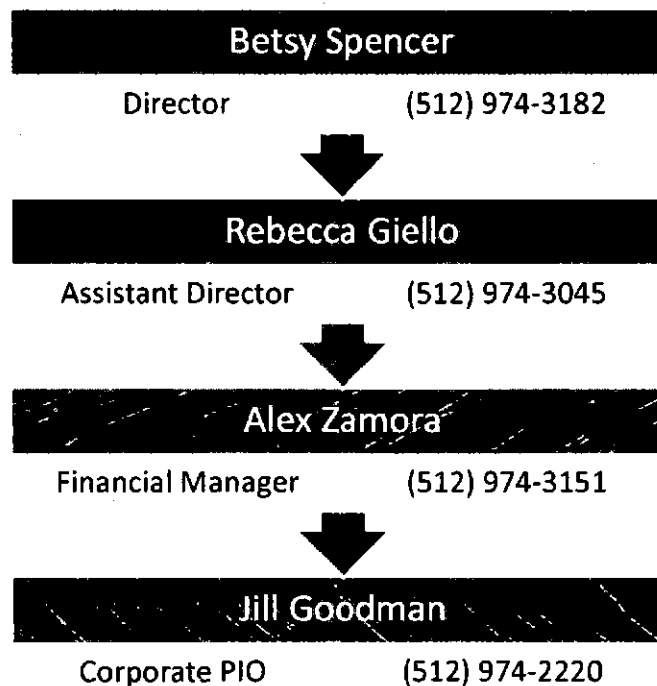 Betsy Spencer
Director (512) 974-3182
Rebecca Giello
Assistant Director (512) 974-3045
Alex Zamora
Financial Manager (512) 974-3151
Jill Goodman
Corporate PIO (512) 974-2220